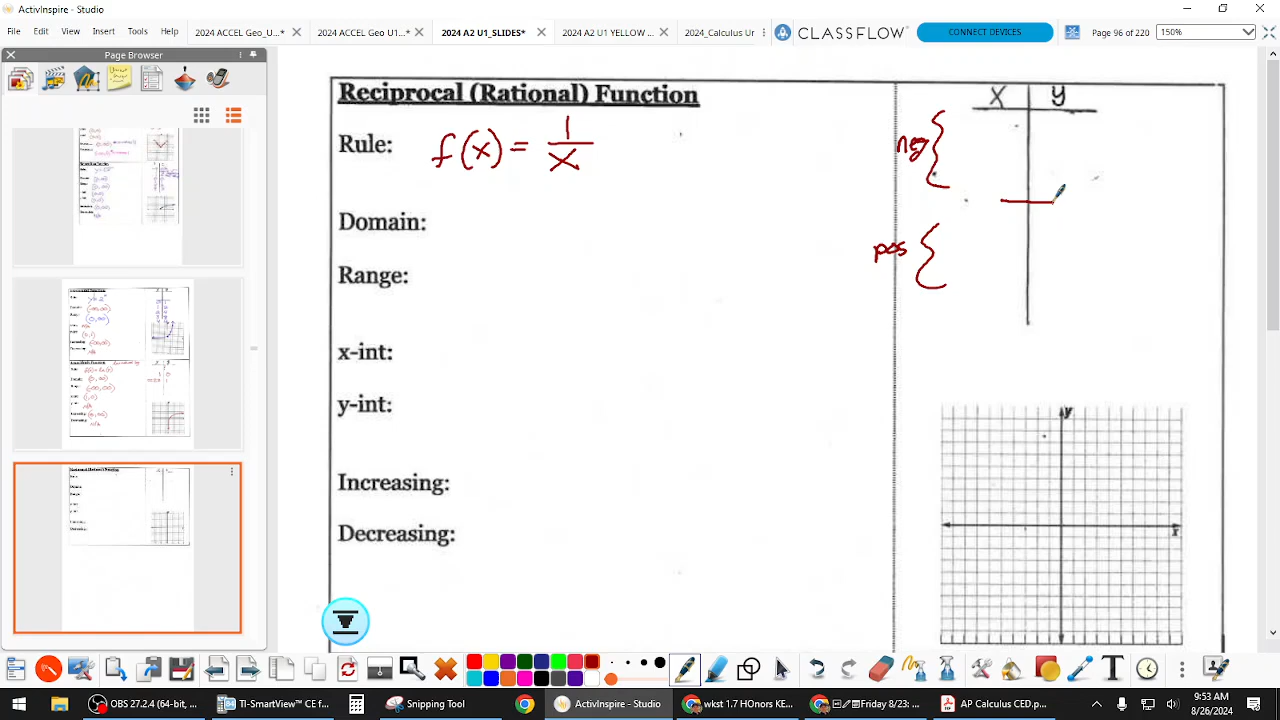 ActivInspire - Studio
File Edit View Insert Tools Help
2024 ACCEL Geo_U...* 2024 ACCEL Geo U1...* 2024 A2 U1_SLIDES* 2024 A2 U1 YELLOW ... 2024_Calculus Un CLASSFLOW CONNECT DEVICES Page 96 of 220 150%
Page Browser
Reciprocal (Rational) Function
Rule: f(x) = 1/x
Domain:
Range:
x-int:
y-int:
Increasing:
Decreasing:
X Y
neg
pos
y
x
OBS 27.2.4 (64-bit, ... TI-SmartView™ CE f... Snipping Tool ActivInspire - Studio wkst 1.7 HOnors KE... Friday 8/23: ... AP Calculus CED.p... 9:53 AM
8/26/2024